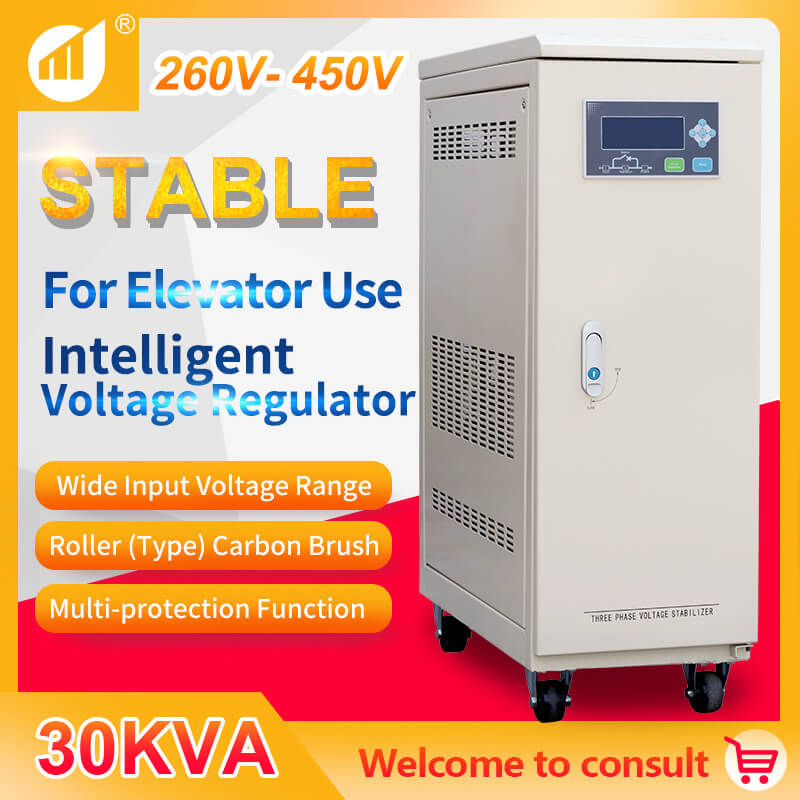 ®
260V- 450V
STABLE
For Elevator Use
Intelligent
Voltage Regulator
Wide Input Voltage Range
Roller (Type) Carbon Brush
Multi-protection Function
THREE PHASE VOLTAGE STABILIZER
30KVA
Welcome to consult